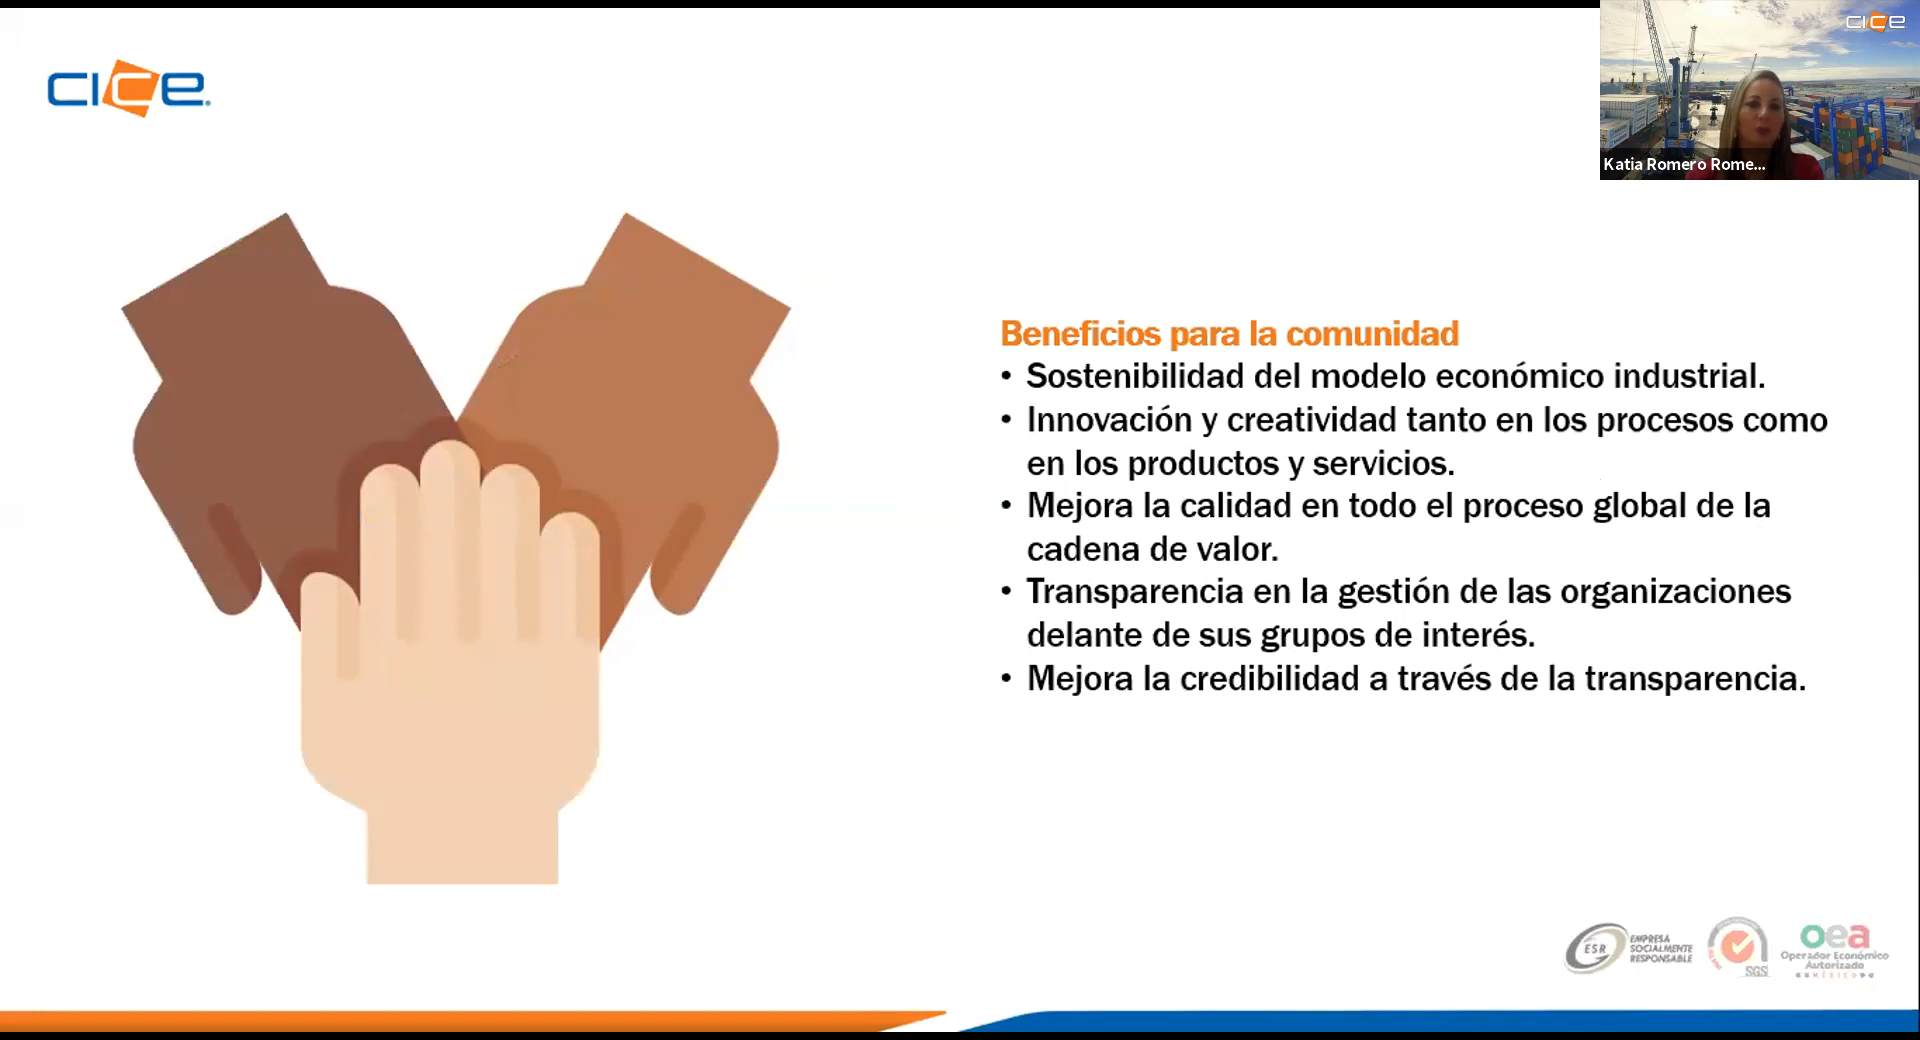 CICE
CICE
Katia Romero Rome...
Beneficios para la comunidad
• Sostenibilidad del modelo económico industrial.
• Innovación y creatividad tanto en los procesos como
en los productos y servicios.
• Mejora la calidad en todo el proceso global de la
cadena de valor.
• Transparencia en la gestión de las organizaciones
delante de sus grupos de interés.
• Mejora la credibilidad a través de la transparencia.
ESR
EMPRESA
SOCIALMENTE
RESPONSABLE
SGS
oea
Operador Económico
Autorizado
MÉXICO